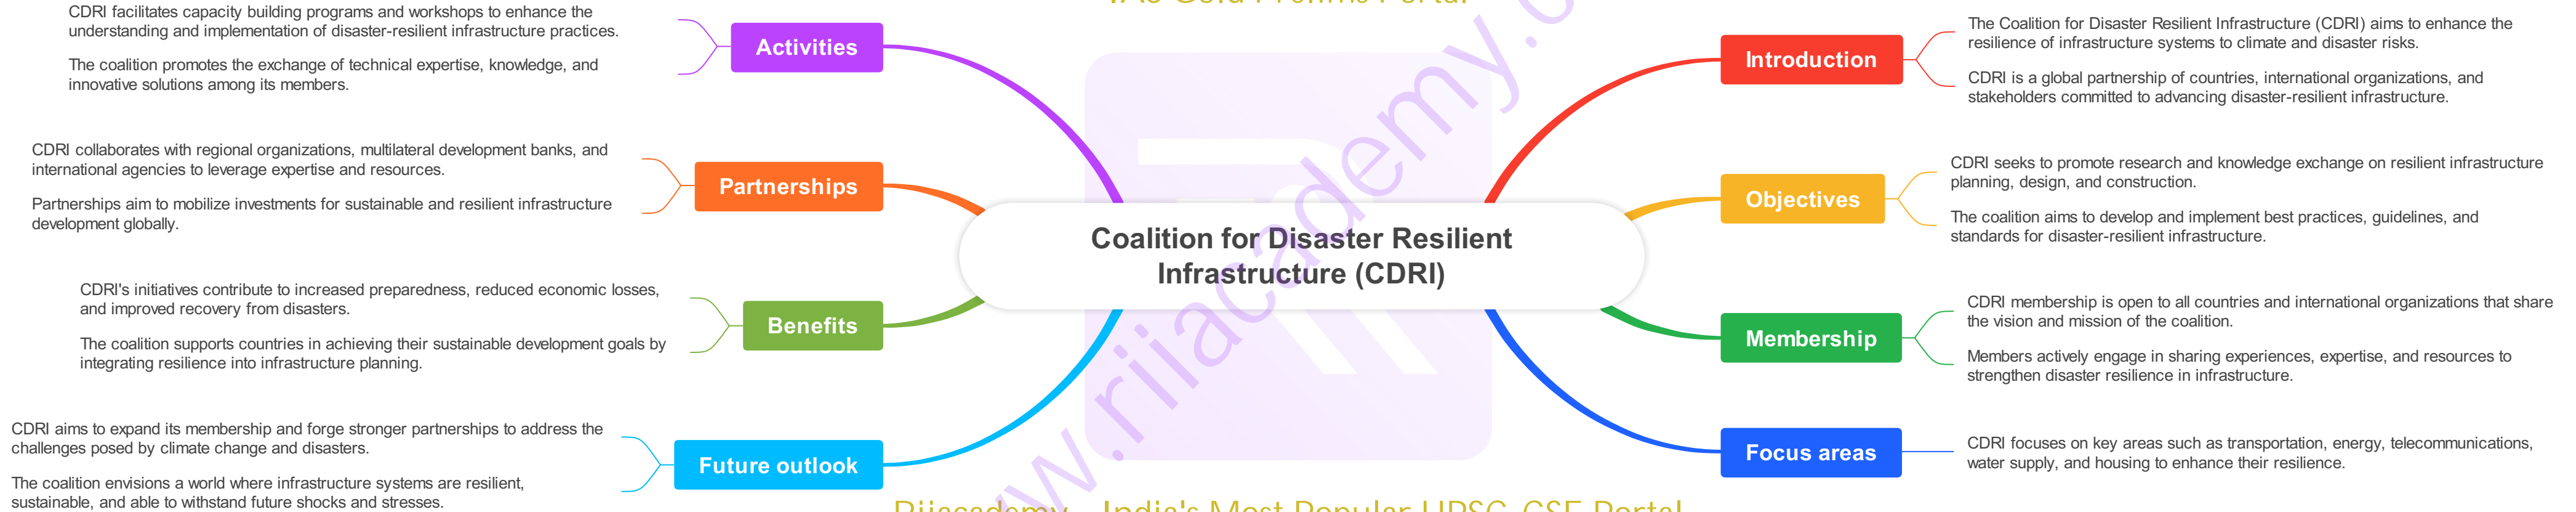 IAS Gold Prelims Portal
Coalition for Disaster Resilient
Infrastructure (CDRI)
Introduction
The Coalition for Disaster Resilient Infrastructure (CDRI) aims to enhance the
resilience of infrastructure systems to climate and disaster risks.
CDRI is a global partnership of countries, international organizations, and
stakeholders committed to advancing disaster-resilient infrastructure.
Objectives
CDRI seeks to promote research and knowledge exchange on resilient infrastructure
planning, design, and construction.
The coalition aims to develop and implement best practices, guidelines, and
standards for disaster-resilient infrastructure.
Membership
CDRI membership is open to all countries and international organizations that share
the vision and mission of the coalition.
Members actively engage in sharing experiences, expertise, and resources to
strengthen disaster resilience in infrastructure.
Focus areas
CDRI focuses on key areas such as transportation, energy, telecommunications,
water supply, and housing to enhance their resilience.
Activities
CDRI facilitates capacity building programs and workshops to enhance the
understanding and implementation of disaster-resilient infrastructure practices.
The coalition promotes the exchange of technical expertise, knowledge, and
innovative solutions among its members.
Partnerships
CDRI collaborates with regional organizations, multilateral development banks, and
international agencies to leverage expertise and resources.
Partnerships aim to mobilize investments for sustainable and resilient infrastructure
development globally.
Benefits
CDRI's initiatives contribute to increased preparedness, reduced economic losses,
and improved recovery from disasters.
The coalition supports countries in achieving their sustainable development goals by
integrating resilience into infrastructure planning.
Future outlook
CDRI aims to expand its membership and forge stronger partnerships to address the
challenges posed by climate change and disasters.
The coalition envisions a world where infrastructure systems are resilient,
sustainable, and able to withstand future shocks and stresses.
Rijacademy - India's Most Popular UPSC-CSE Portal